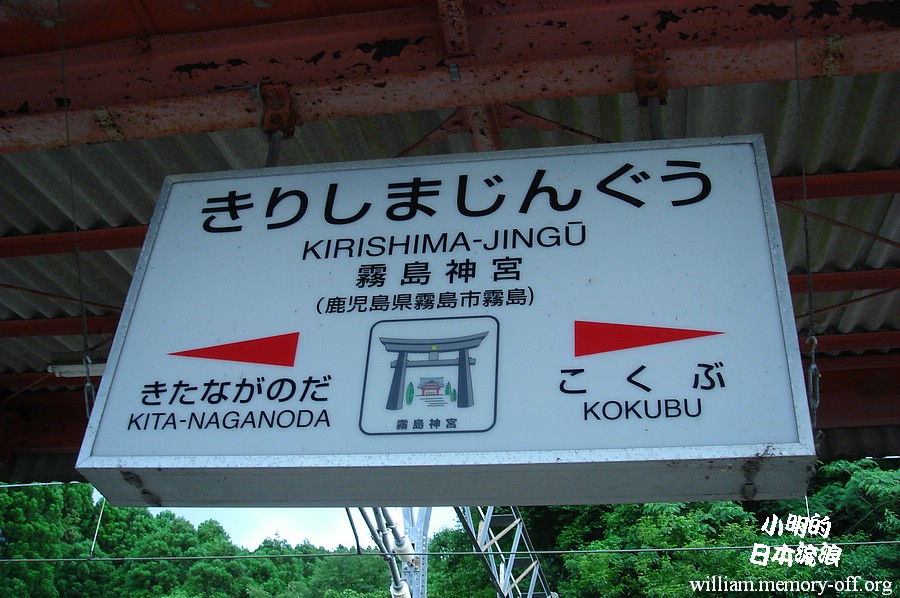 きりしまじんぐう
KIRISHIMA-JINGŪ
霧島神宮
(鹿児島県霧島市霧島)
きたながのだ
KITA-NAGANODA
霧島神宮
こくぶ
KOKUBU
小明的
日本流浪
william.memory-off.org